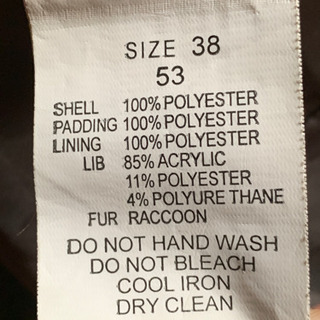 SIZE 38
53
SHELL 100% POLYESTER
PADDING 100% POLYESTER
LINING 100% POLYESTER
LIB 85% ACRYLIC
11% POLYESTER
4% POLYURE THANE
FUR RACCOON
DO NOT HAND WASH
DO NOT BLEACH
COOL IRON
DRY CLEAN